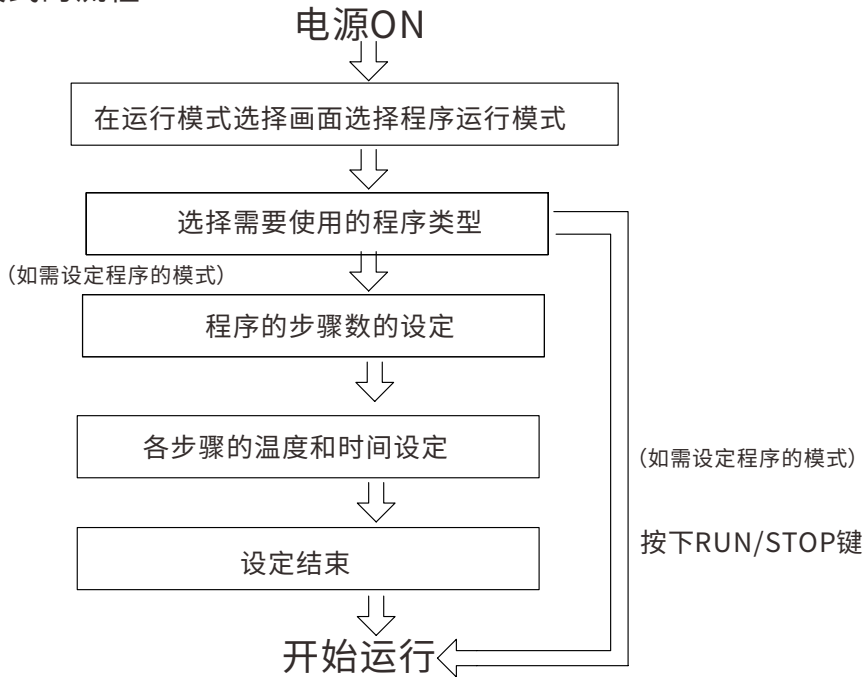 电源ON
在运行模式选择画面选择程序运行模式
选择需要使用的程序类型
(如需设定程序的模式)
程序的步骤数的设定
各步骤的温度和时间设定
(如需设定程序的模式)
按下RUN/STOP键
设定结束
开始运行